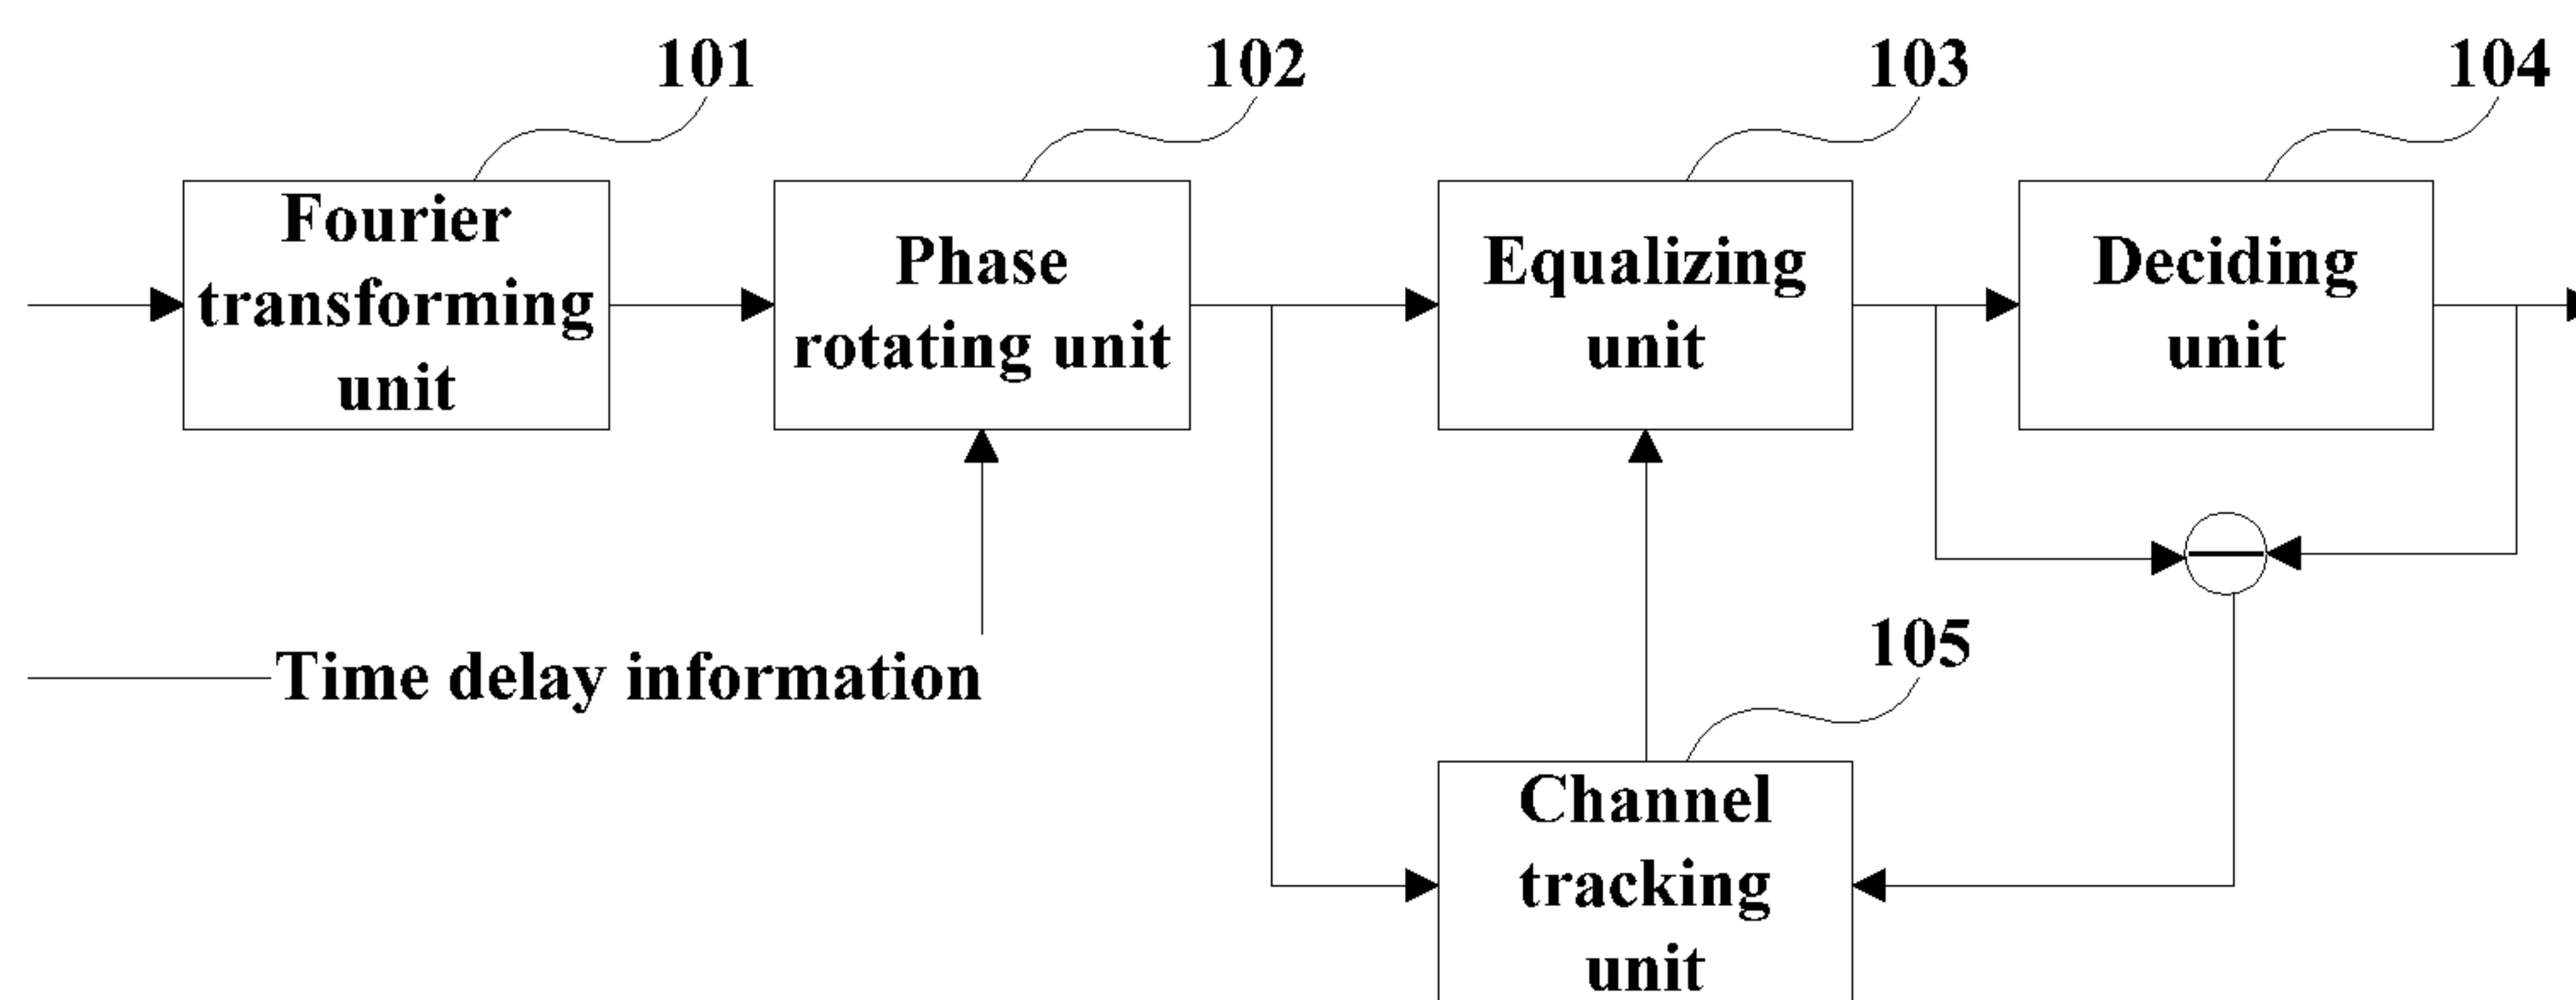 101
102
103
104
Fourier
transforming
unit
Phase
rotating unit
Equalizing
unit
Deciding
unit
Time delay information
105
Channel
tracking
unit